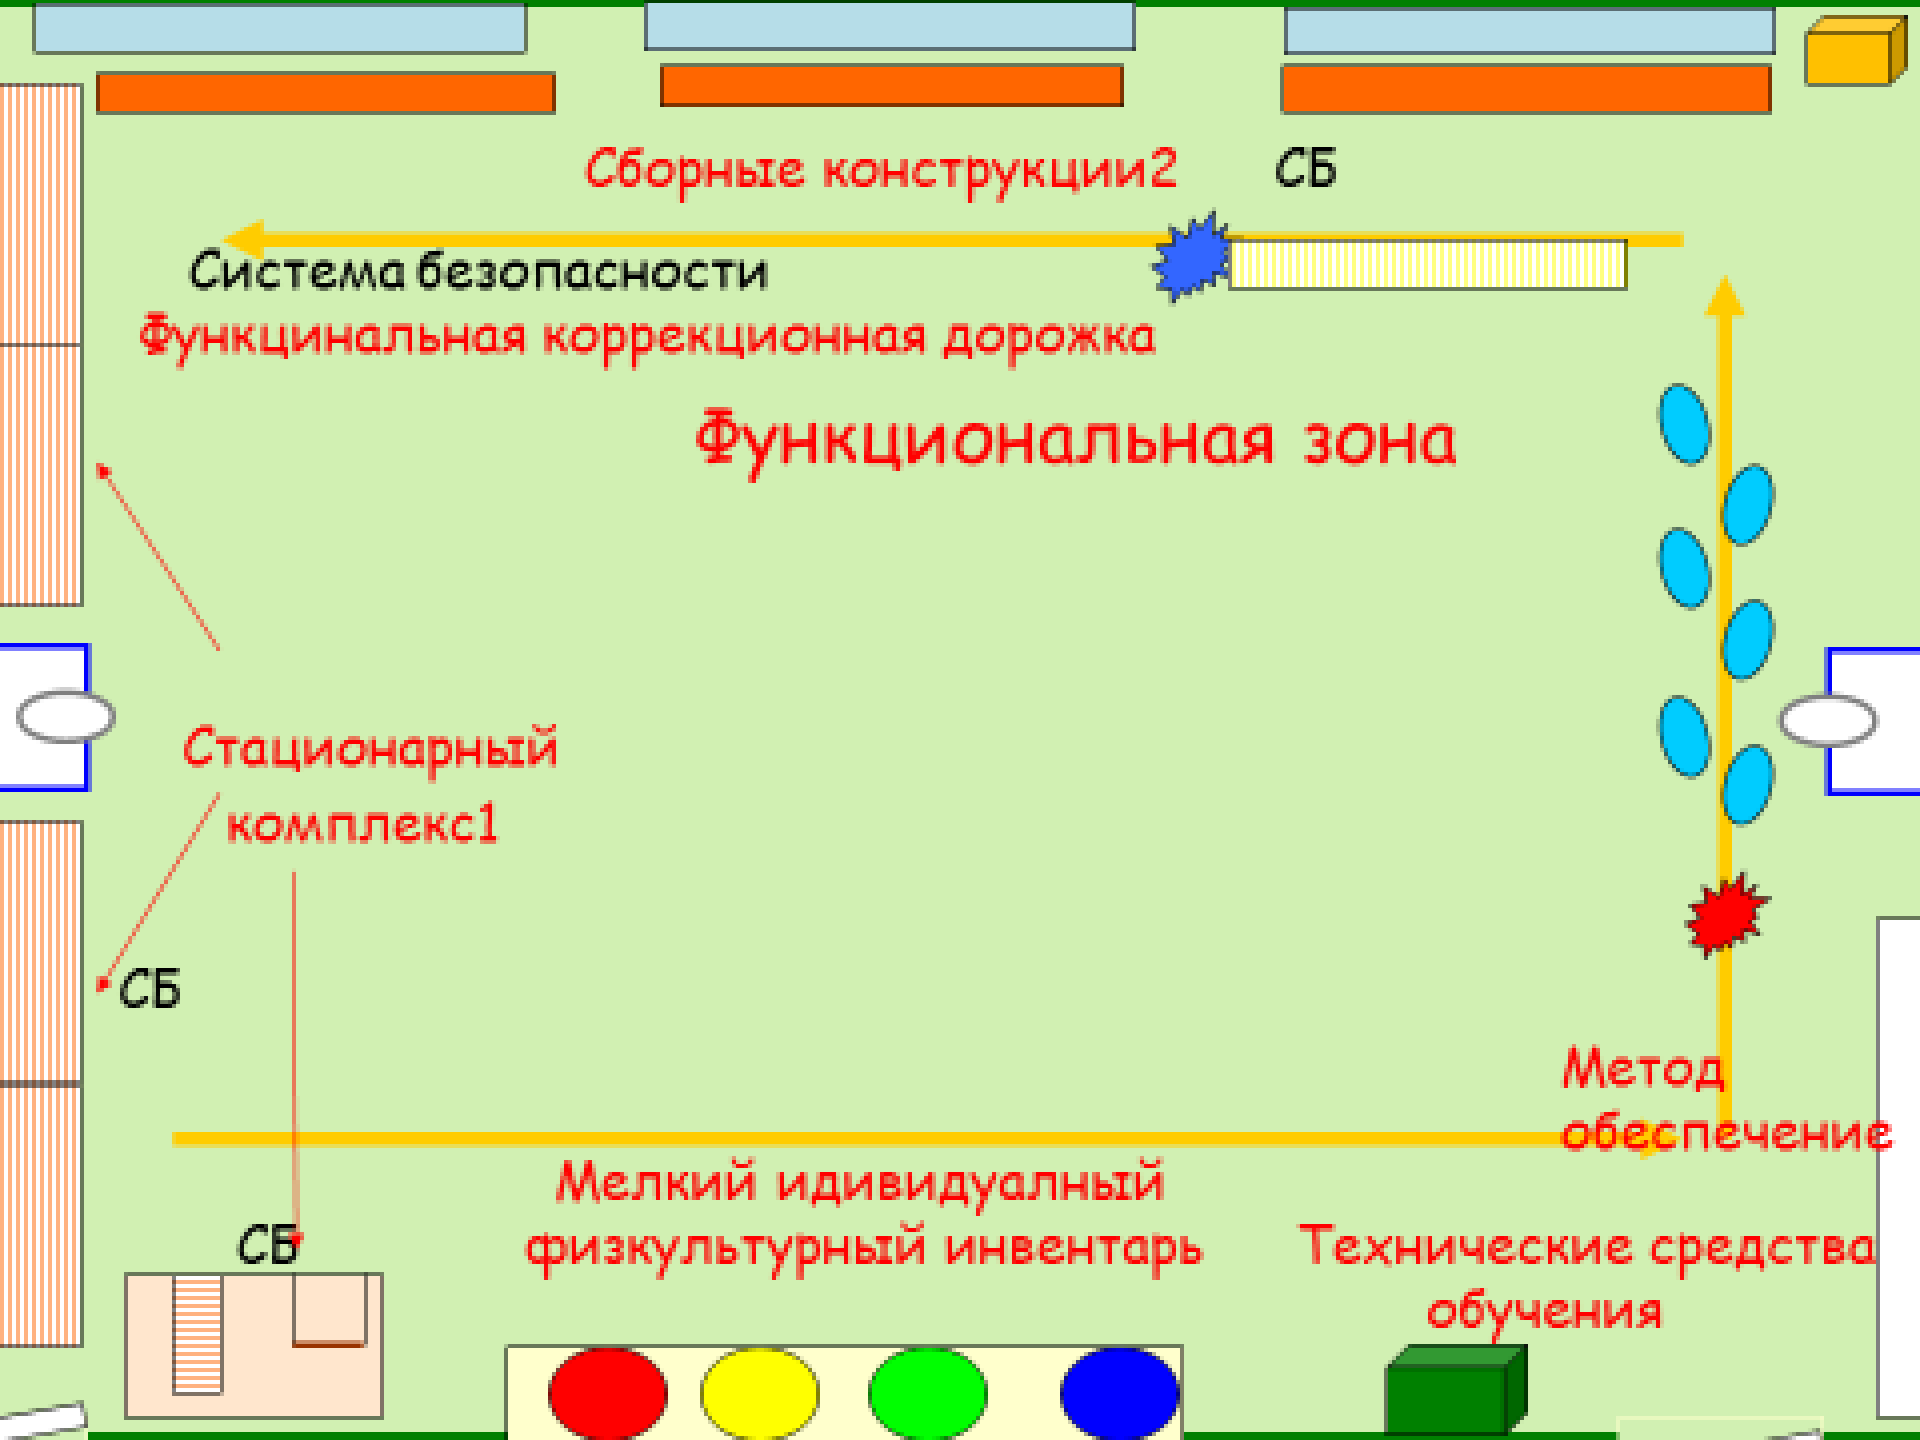 Сборные конструкции2 СБ
Система безопасности
Функцинальная коррекционная дорожка
Функциональная зона
Стационарный
комплекс1
СБ
Метод
обеспечение
Мелкий идивидуалный
физкультурный инвентарь
СБ
Технические средства
обучения